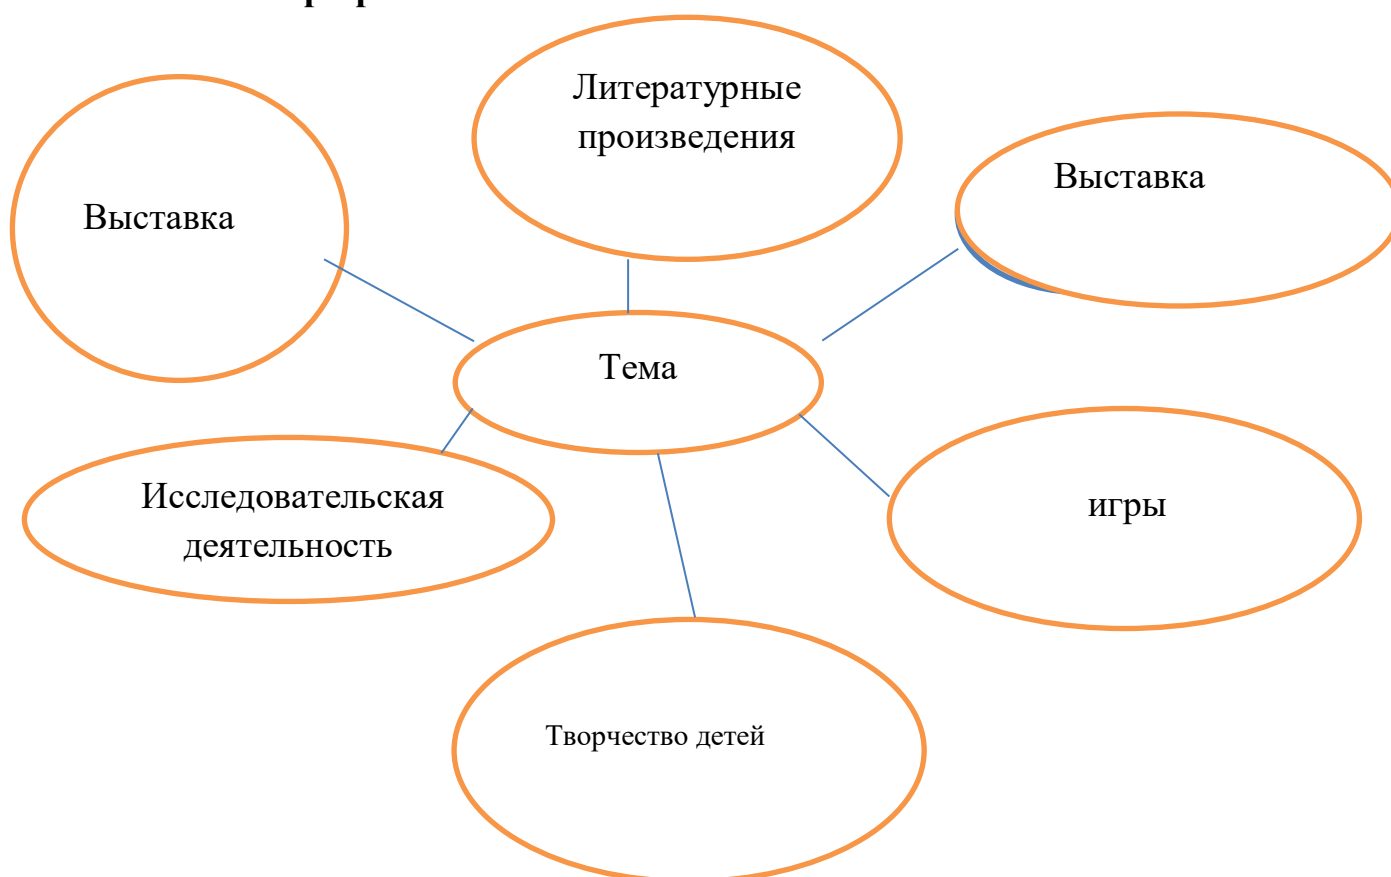 Литературные
произведения
Выставка
Выставка
Тема
Исследовательская
деятельность
игры
Творчество детей